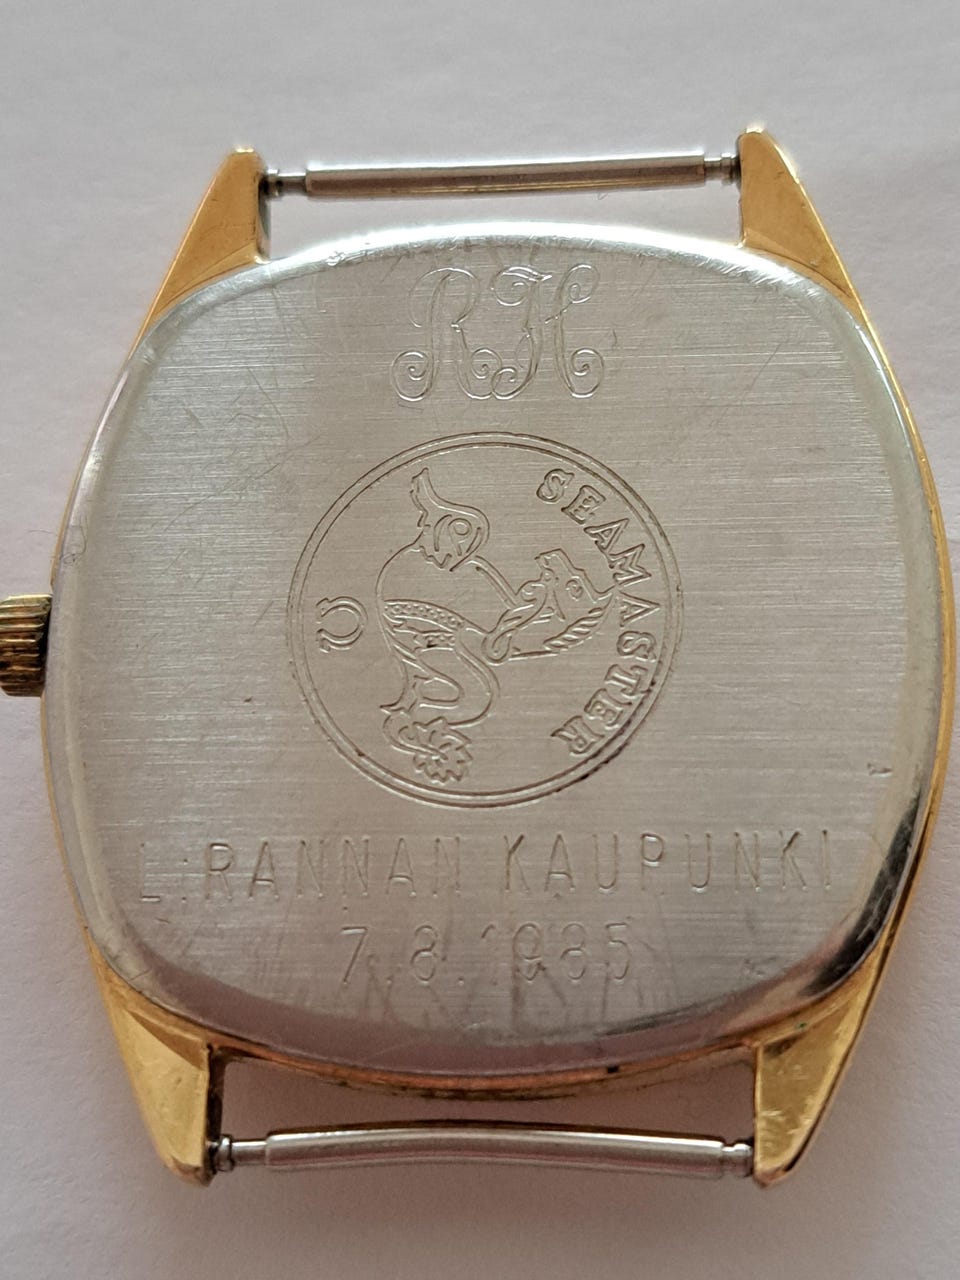 RH
SEAMASTER
Ω
L:RANNAN KAUPUNKI
7.8.1985